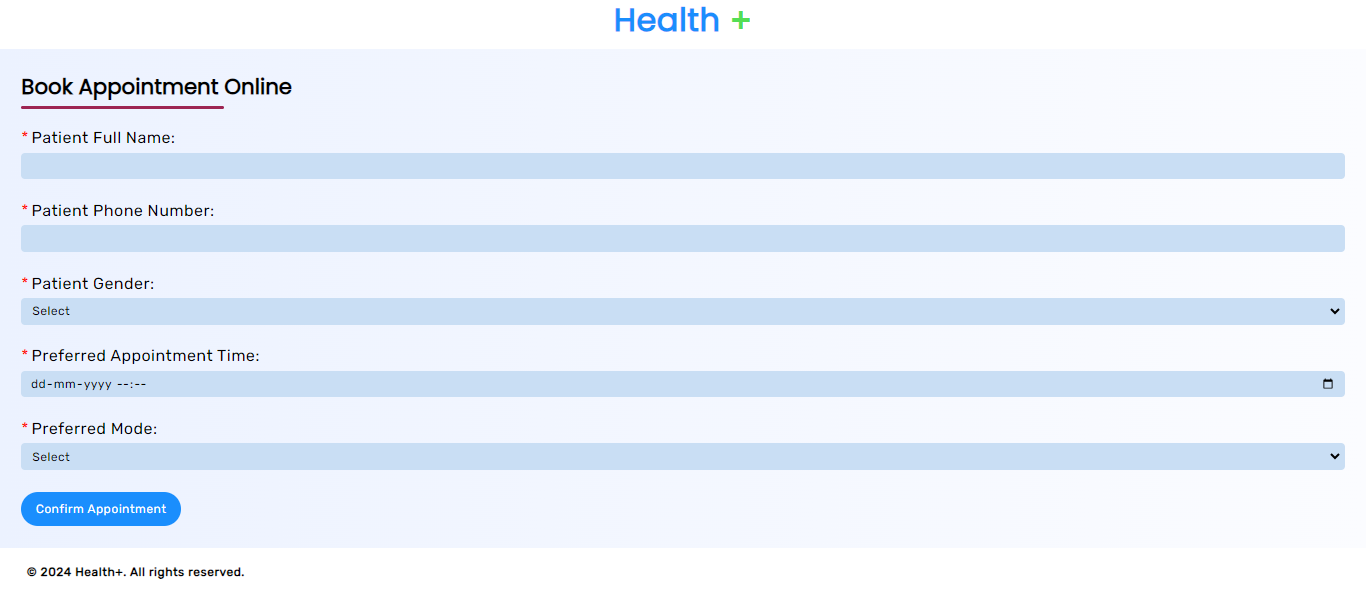 Health +
Book Appointment Online
* Patient Full Name:
* Patient Phone Number:
* Patient Gender:
Select
* Preferred Appointment Time:
dd-mm-yyyy --:--
* Preferred Mode:
Select
Confirm Appointment
© 2024 Health+. All rights reserved.